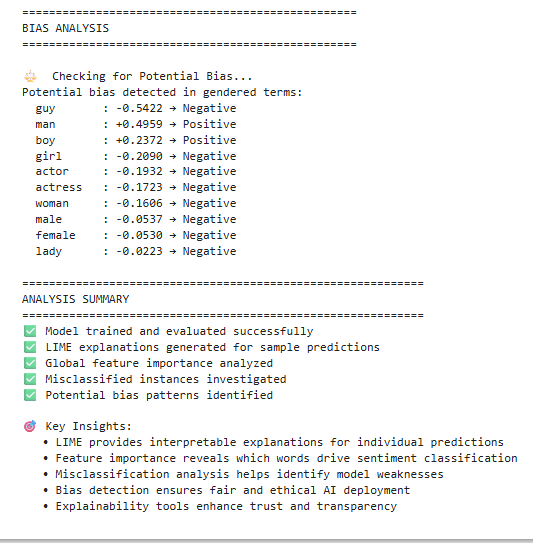 ==================================================
BIAS ANALYSIS
==================================================
⚖️ Checking for Potential Bias...
Potential bias detected in gendered terms:
guy : -0.5422 → Negative
man : +0.4959 → Positive
boy : +0.2372 → Positive
girl : -0.2090 → Negative
actor : -0.1932 → Negative
actress : -0.1723 → Negative
woman : -0.1606 → Negative
male : -0.0537 → Negative
female : -0.0530 → Negative
lady : -0.0223 → Negative
============================================================
ANALYSIS SUMMARY
============================================================
✅ Model trained and evaluated successfully
✅ LIME explanations generated for sample predictions
✅ Global feature importance analyzed
✅ Misclassified instances investigated
✅ Potential bias patterns identified
🎯 Key Insights:
• LIME provides interpretable explanations for individual predictions
• Feature importance reveals which words drive sentiment classification
• Misclassification analysis helps identify model weaknesses
• Bias detection ensures fair and ethical AI deployment
• Explainability tools enhance trust and transparency